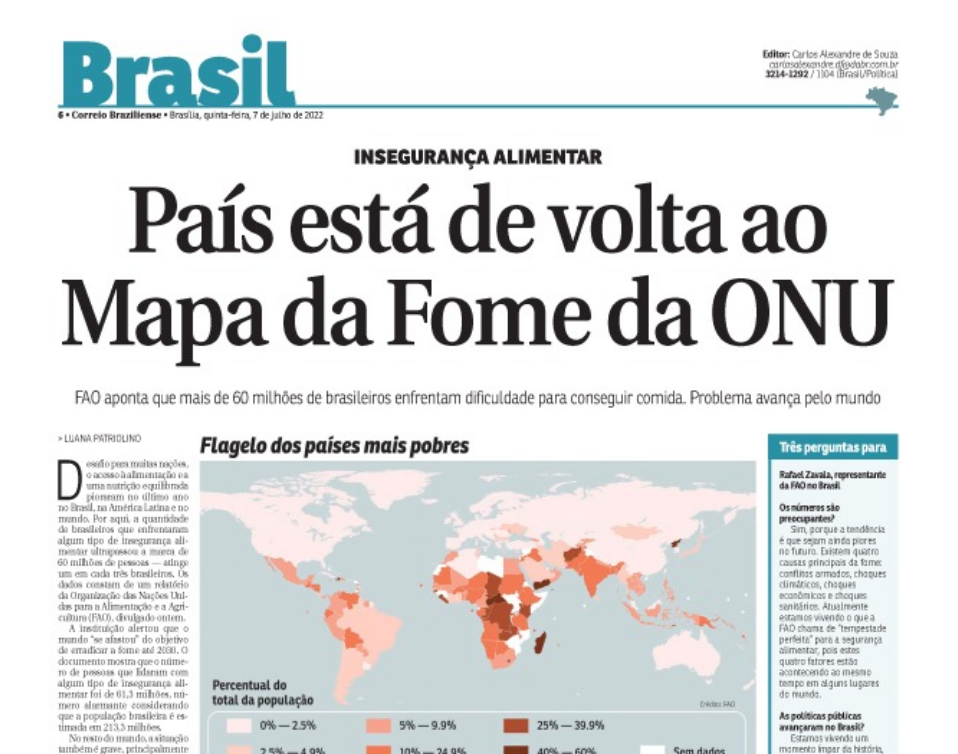 Brasil
Editor: Carlos Alexandre de Souza
carlosalexandre.df@dabr.com.br
3214-1292 / 1104 (Brasil/Política)
6 • Correio Braziliense • Brasília, quinta-feira, 7 de julho de 2022
INSEGURANÇA ALIMENTAR
País está de volta ao
Mapa da Fome da ONU
FAO aponta que mais de 60 milhões de brasileiros enfrentam dificuldade para conseguir comida. Problema avança pelo mundo
> LUANA PATRIOLINO
Desafio para muitas nações,
o acesso à alimentação e a
uma nutrição equilibrada
pioraram no último ano
no Brasil, na América Latina e no
mundo. Por aqui, a quantidade
de brasileiros que enfrentaram
algum tipo de insegurança ali-
mentar ultrapassou a marca de
60 milhões de pessoas — atinge
um em cada três brasileiros. Os
dados constam de um relatório
da Organização das Nações Uni-
das para a Alimentação e a Agri-
cultura (FAO), divulgado ontem.
A instituição alertou que o
mundo "se afastou" do objetivo
de erradicar a fome até 2030. O
documento mostra que o núme-
ro de pessoas que lidaram com
algum tipo de insegurança ali-
mentar foi de 61,3 milhões, nú-
mero alarmante considerando
que a população brasileira é es-
timada em 213,3 milhões.
No resto do mundo, a situação
também é grave, principalmente
Flagelo dos países mais pobres
Percentual do
total da população
Crédito: FAO
0% — 2.5%
5% — 9.9%
25% — 39.9%
2.5% — 4.9%
10% — 24.9%
40% — 60%
Sem dados
Três perguntas para
Rafael Zavala, representante
da FAO no Brasil
Os números são
preocupantes?
Sim, porque a tendência
é que sejam ainda piores
no futuro. Existem quatro
causas principais da fome:
conflitos armados, choques
climáticos, choques
econômicos e choques
sanitários. Atualmente
estamos vivendo o que a
FAO chama de "tempestade
perfeita" para a segurança
alimentar, pois estes
quatro fatores estão
acontecendo ao mesmo
tempo em alguns lugares
do mundo.
As políticas públicas
avançaram no Brasil?
Estamos vivendo um
momento ímpar da história